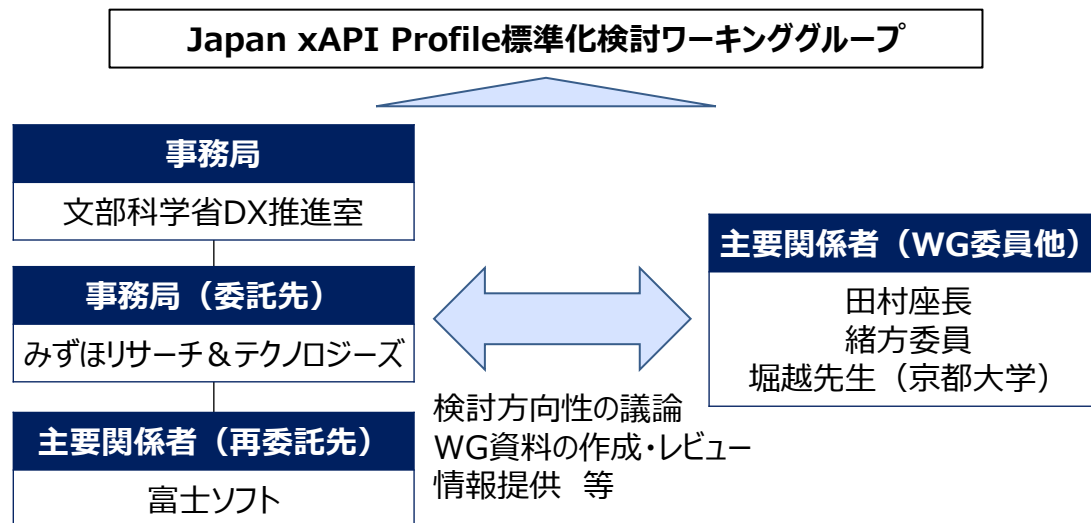 Japan xAPI Profile標準化検討ワーキンググループ
事務局
文部科学省DX推進室
事務局（委託先）
みずほリサーチ＆テクノロジーズ
主要関係者（再委託先）
富士ソフト
検討方向性の議論
WG資料の作成・レビュー
情報提供　等
主要関係者（WG委員他）
田村座長
緒方委員
堀越先生（京都大学）